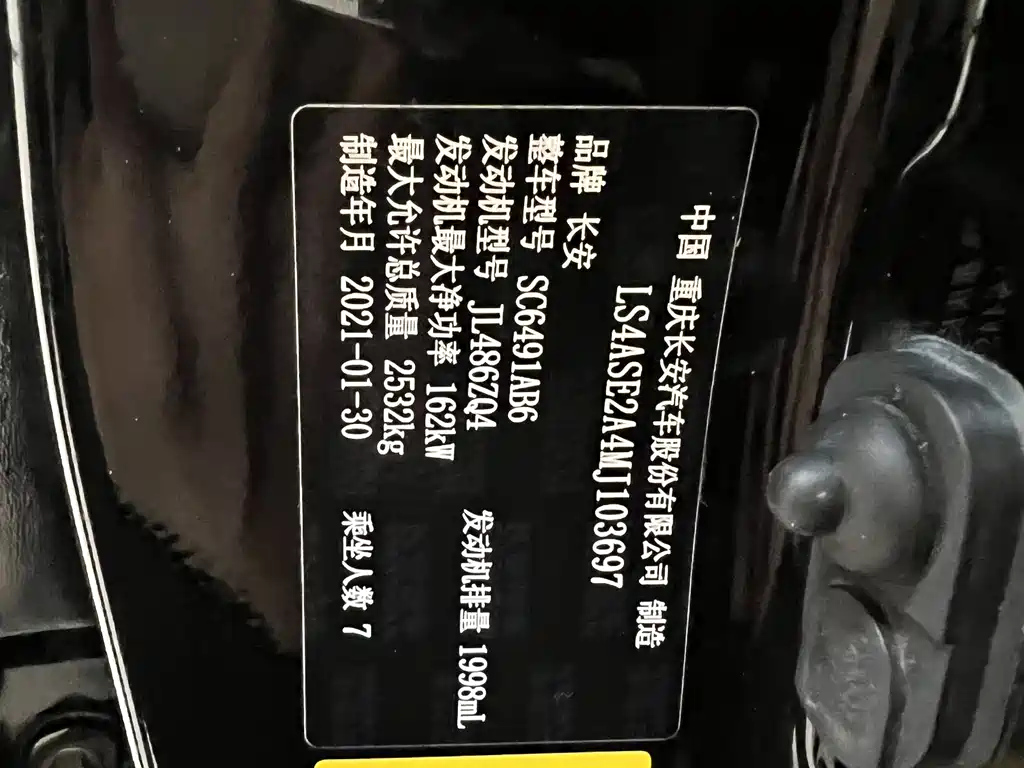 中国 重庆长安汽车股份有限公司 制造
LS4ASE2A4MJ103697
品牌 长安
整车型号 SC6491AB6
发动机型号 JL486ZQ4 发动机排量 1998mL
发动机最大净功率 162kW
最大允许总质量 2532kg
制造年月 2021-01-30 乘坐人数 7